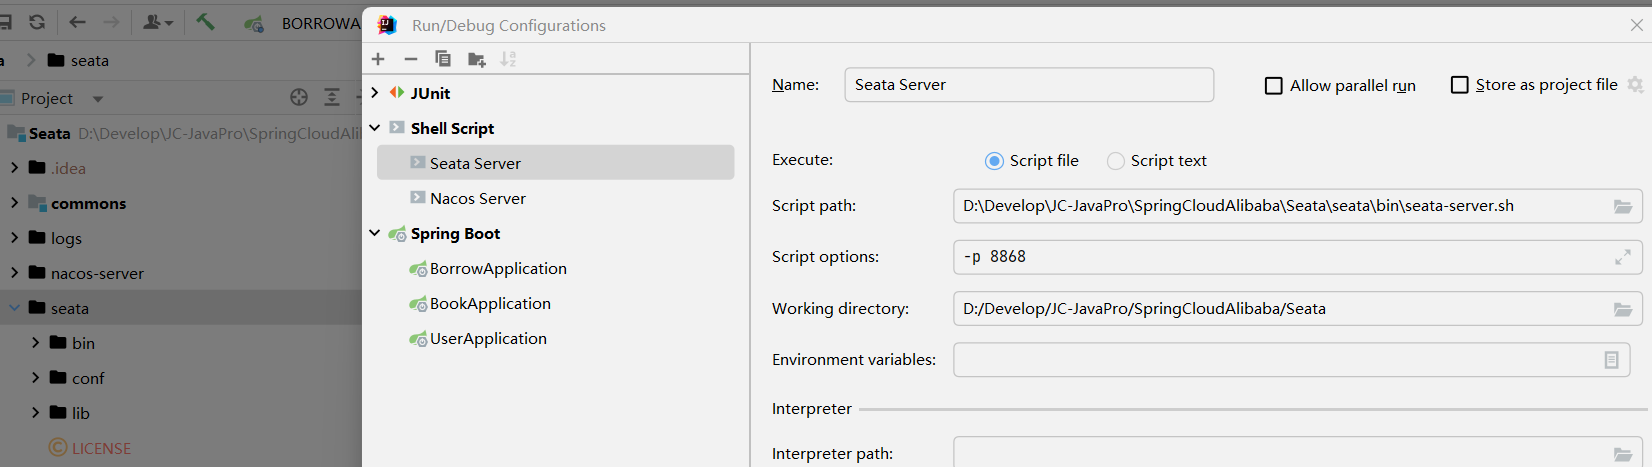 BORROWA
Run/Debug Configurations
seata
Project
Name:
Seata Server
Allow parallel run
Store as project file
JUnit
Seata D:\Develop\JC-JavaPro\SpringCloudAli
Shell Script
.idea
Seata Server
Execute:
Script file
Script text
commons
Nacos Server
Script path:
D:\Develop\JC-JavaPro\SpringCloudAlibaba\Seata\seata\bin\seata-server.sh
logs
Spring Boot
Script options:
-p 8868
nacos-server
BorrowApplication
seata
BookApplication
Working directory:
D:/Develop/JC-JavaPro/SpringCloudAlibaba/Seata
bin
UserApplication
Environment variables:
conf
lib
Interpreter
LICENSE
Interpreter path: